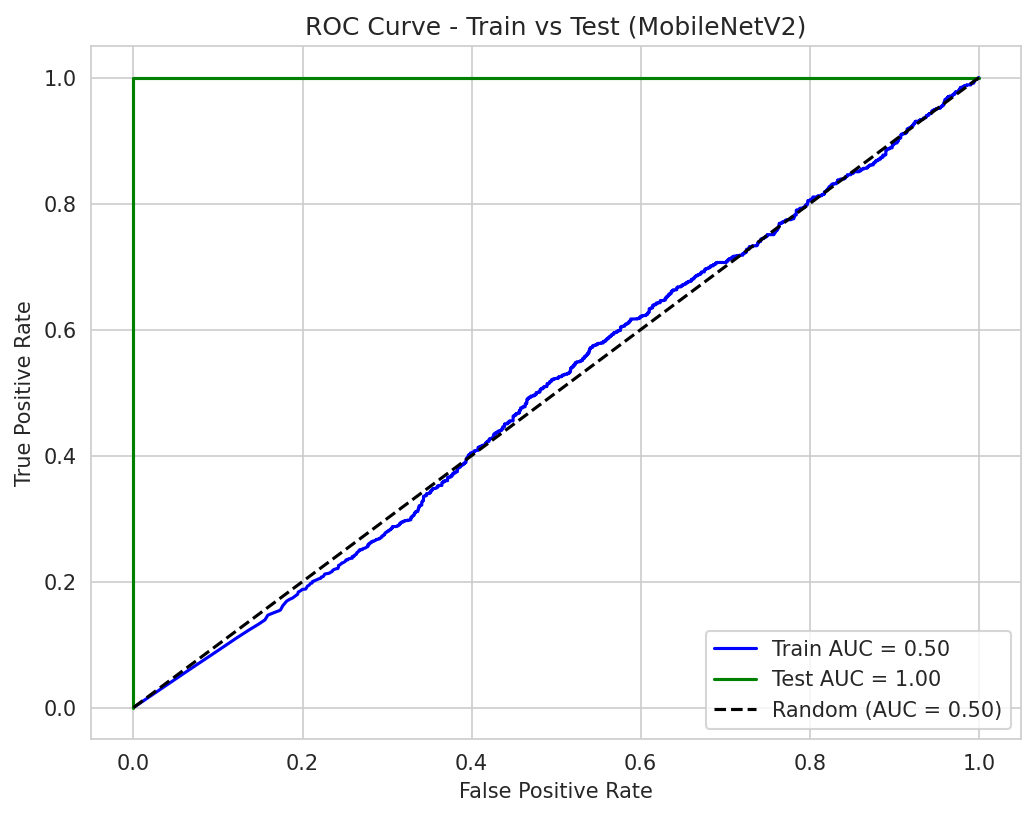 ROC Curve - Train vs Test (MobileNetV2)
True Positive Rate
1.0
0.8
0.6
0.4
0.2
0.0
0.0 0.2 0.4 0.6 0.8 1.0
False Positive Rate
Train AUC = 0.50
Test AUC = 1.00
Random (AUC = 0.50)